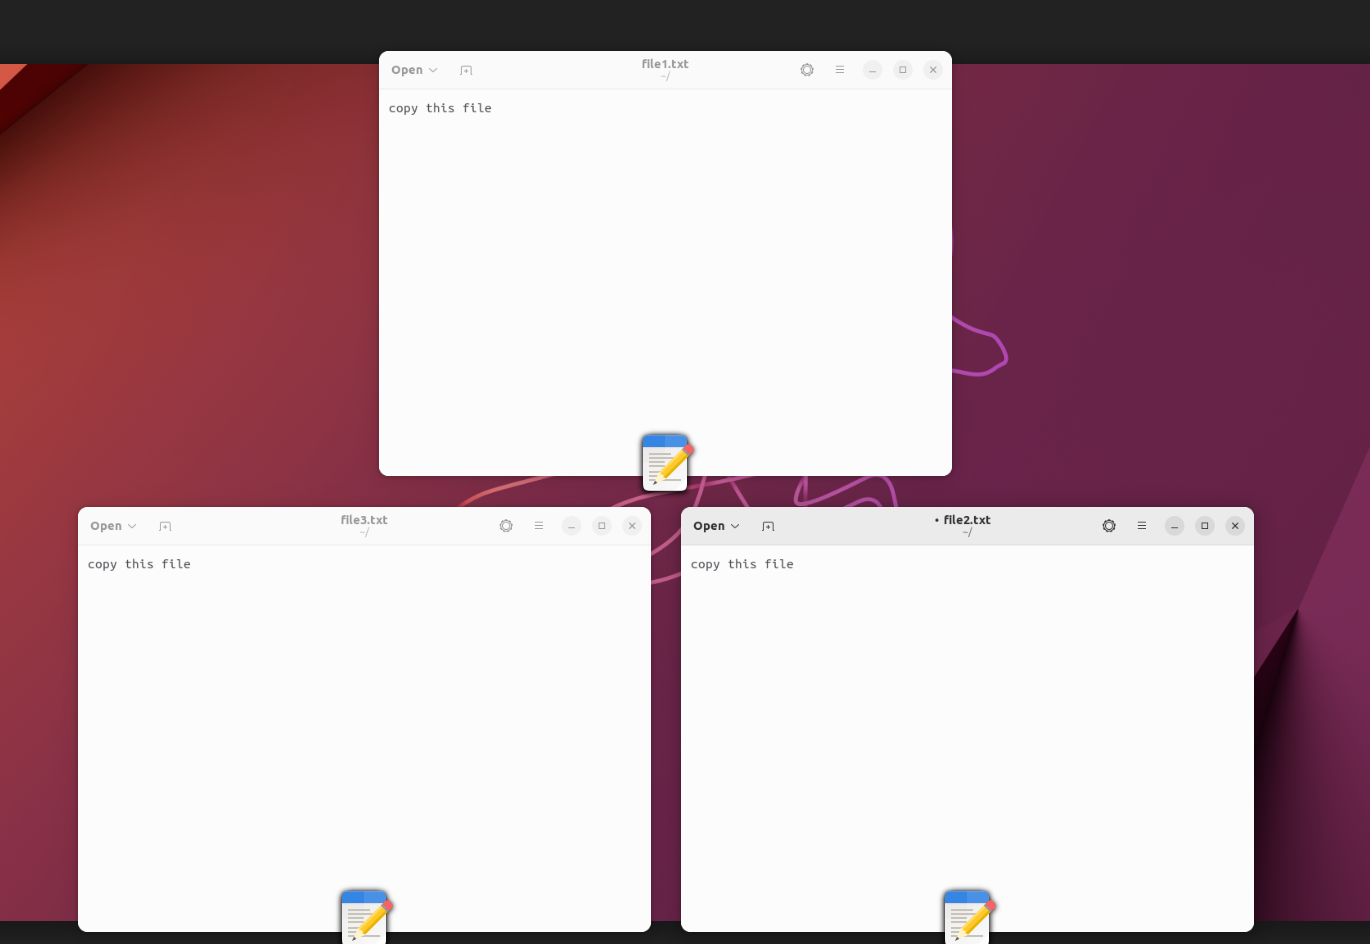 Open
file1.txt
~/
copy this file
Open
file3.txt
~/
copy this file
Open
• file2.txt
~/
copy this file